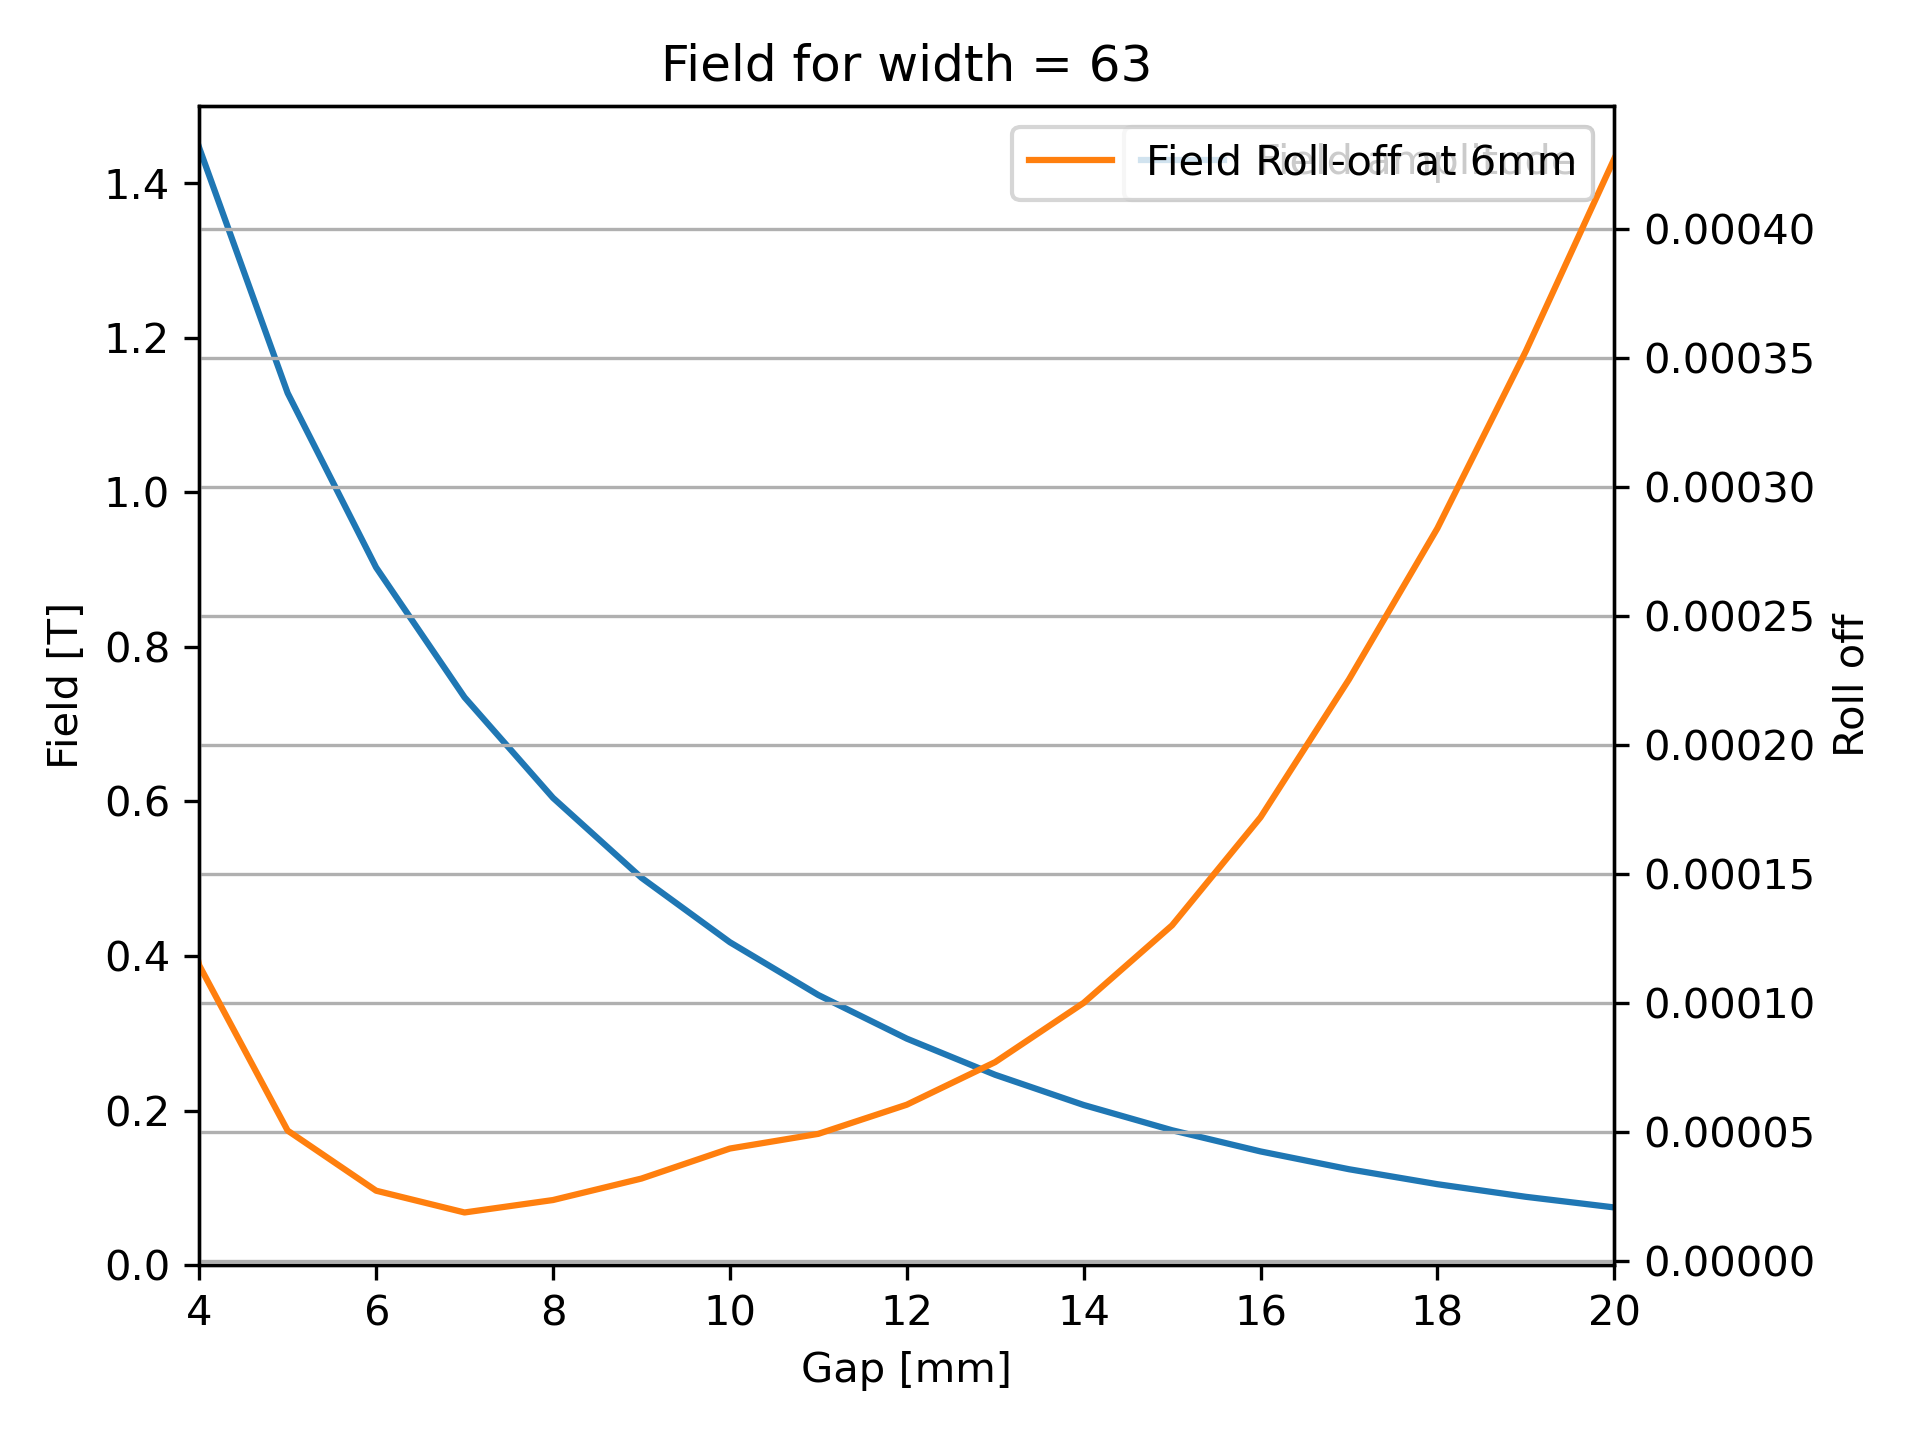 Field for width = 63
Field Roll-off at 6mm
Field amplitude
1.4
1.2
1.0
0.8
0.6
0.4
0.2
0.0
Field [T]
0.00040
0.00035
0.00030
0.00025
0.00020
0.00015
0.00010
0.00005
0.00000
Roll off
4 6 8 10 12 14 16 18 20
Gap [mm]